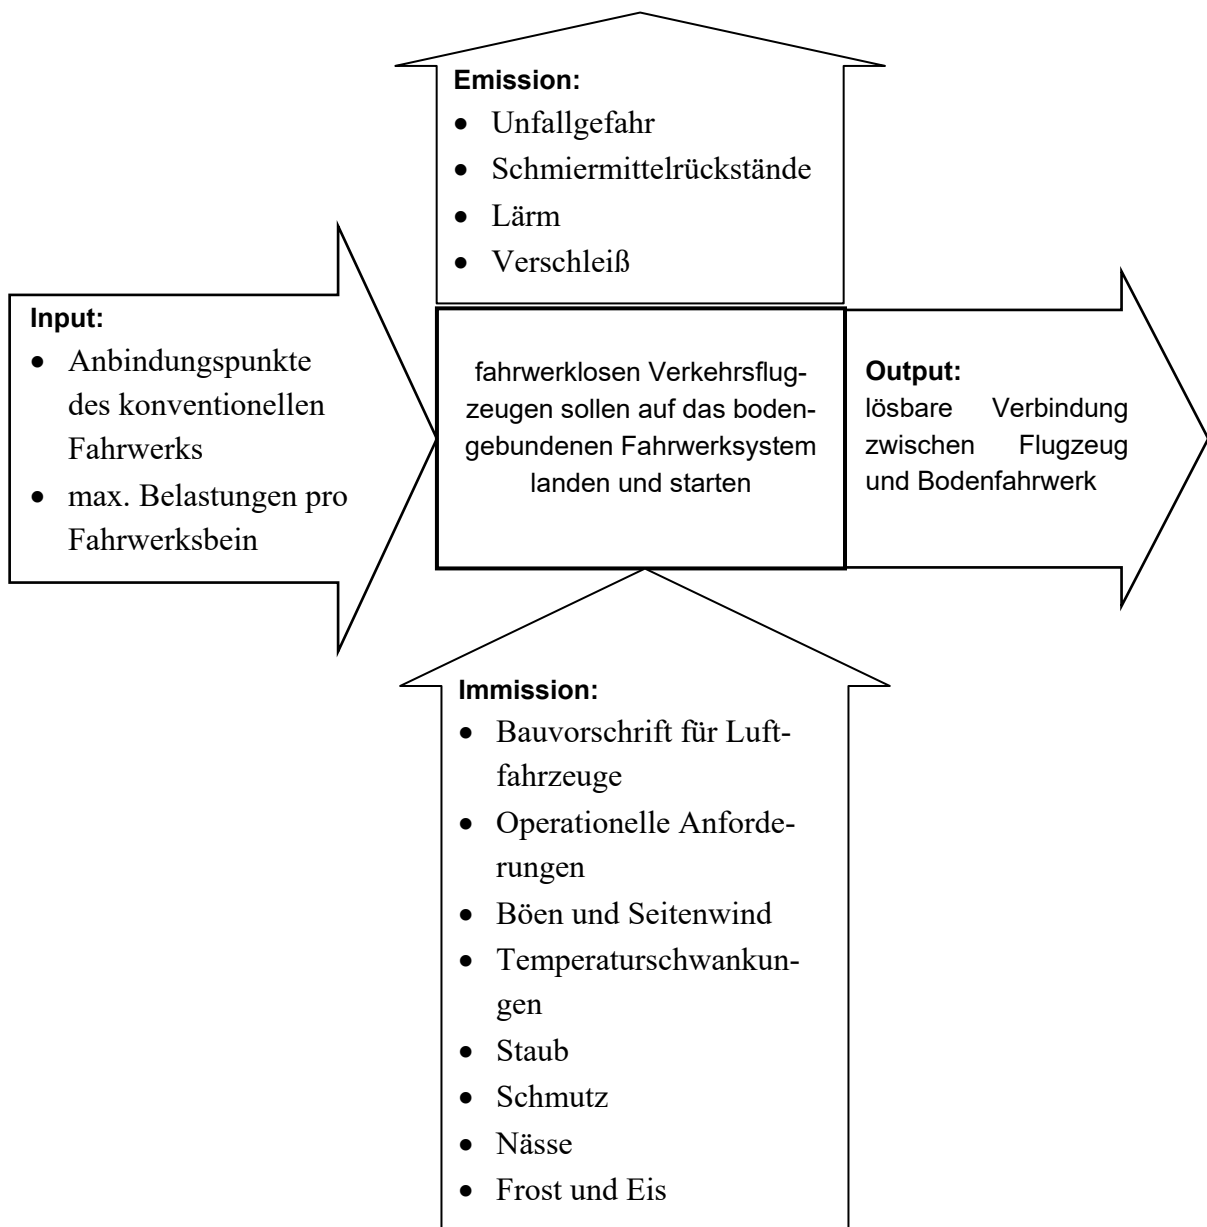 Emission:
• Unfallgefahr
• Schmiermittelrückstände
• Lärm
• Verschleiß
Input:
• Anbindungspunkte
des konventionellen
Fahrwerks
• max. Belastungen pro
Fahrwerksbein
fahrwerklosen Verkehrsflug-
zeugen sollen auf das boden-
gebundenen Fahrwerksystem
landen und starten
Output:
lösbare Verbindung
zwischen Flugzeug
und Bodenfahrwerk
Immission:
• Bauvorschrift für Luft-
fahrzeuge
• Operationelle Anforde-
rungen
• Böen und Seitenwind
• Temperaturschwankun-
gen
• Staub
• Schmutz
• Nässe
• Frost und Eis